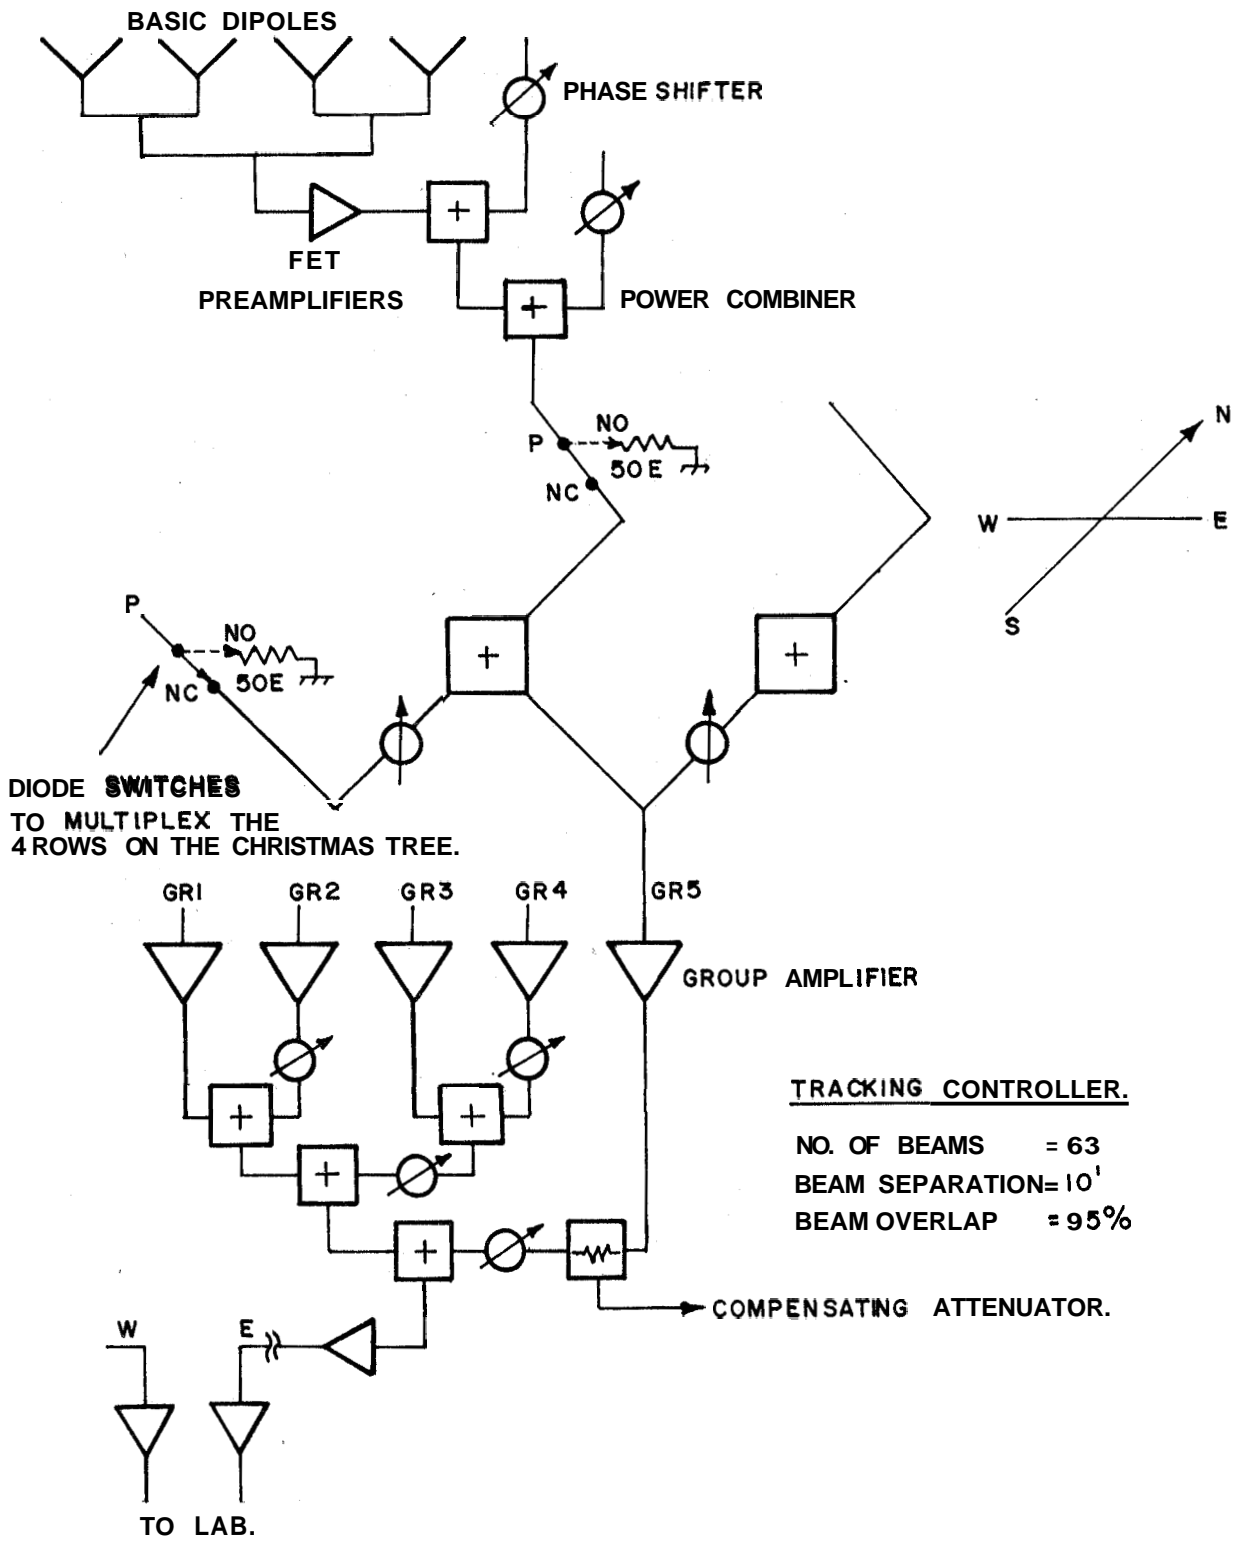 BASIC DIPOLES
PHASE SHIFTER
FET
PREAMPLIFIERS
POWER COMBINER
NO
P
50E
NC
N
W
E
S
P
NO
NC
50E
DIODE SWITCHES
TO MULTIPLEX THE
4 ROWS ON THE CHRISTMAS TREE.
GR1
GR2
GR3
GR4
GR5
GROUP AMPLIFIER
TRACKING CONTROLLER.
NO. OF BEAMS = 63
BEAM SEPARATION= 10'
BEAM OVERLAP = 95%
COMPENSATING ATTENUATOR.
W
E
TO LAB.